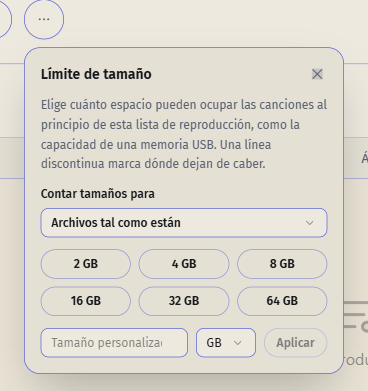 ...
Límite de tamaño
Elige cuánto espacio pueden ocupar las canciones al
principio de esta lista de reproducción, como la
capacidad de una memoria USB. Una línea
discontinua marca dónde dejan de caber.
Contar tamaños para
Archivos tal como están
2 GB 4 GB 8 GB
16 GB 32 GB 64 GB
Tamaño personaliza GB Aplicar